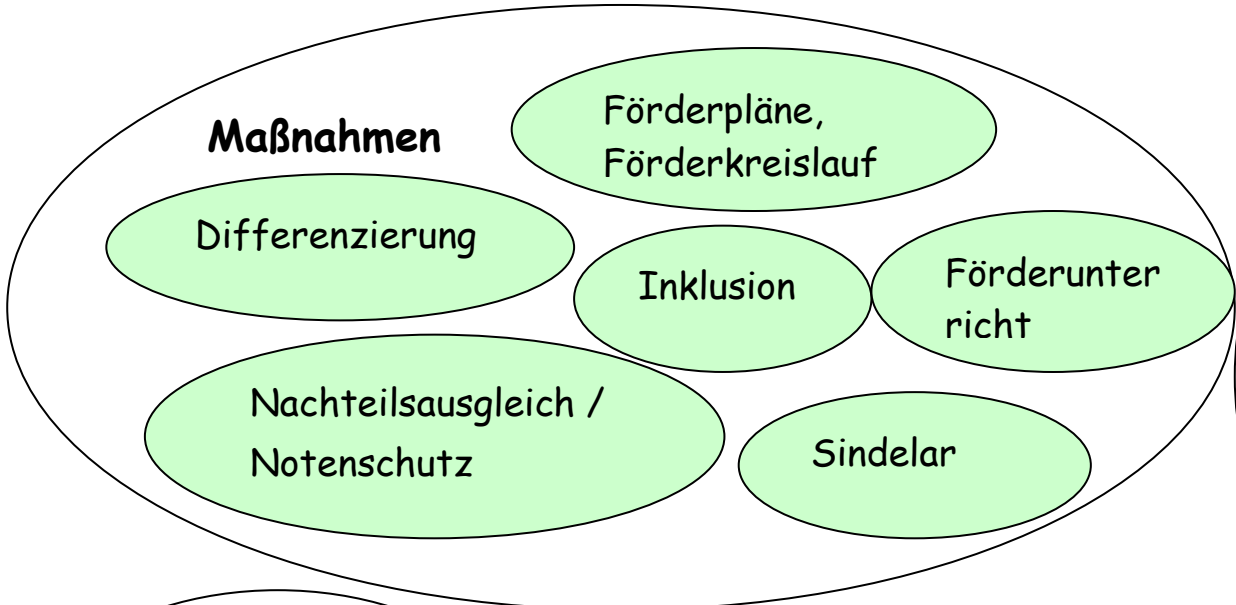 Maßnahmen
Förderpläne,
Förderkreislauf
Differenzierung
Inklusion
Förderunter
richt
Nachteilsausgleich /
Notenschutz
Sindelar